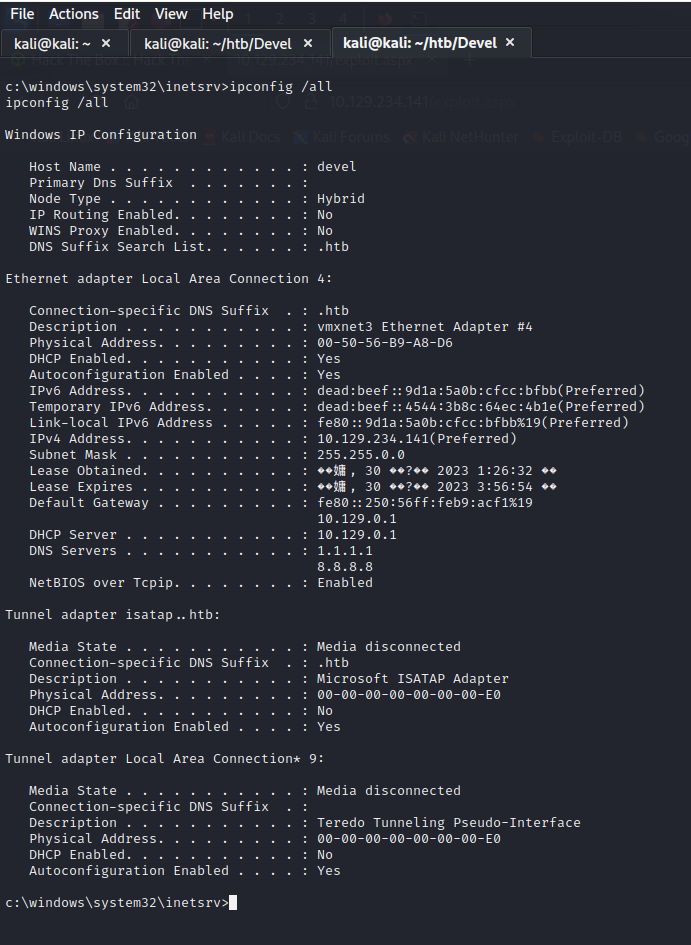 File Actions Edit View Help
kali@kali: ~ × kali@kali: ~/htb/Devel × kali@kali: ~/htb/Devel ×
c:\windows\system32\inetsrv>ipconfig /all
ipconfig /all
Windows IP Configuration
Host Name . . . . . . . . . . . . : devel
Primary Dns Suffix . . . . . . . :
Node Type . . . . . . . . . . . . : Hybrid
IP Routing Enabled. . . . . . . . : No
WINS Proxy Enabled. . . . . . . . : No
DNS Suffix Search List. . . . . . : .htb
Ethernet adapter Local Area Connection 4:
Connection-specific DNS Suffix . : .htb
Description . . . . . . . . . . . : vmxnet3 Ethernet Adapter #4
Physical Address. . . . . . . . . : 00-50-56-B9-A8-D6
DHCP Enabled. . . . . . . . . . . : Yes
Autoconfiguration Enabled . . . . : Yes
IPv6 Address. . . . . . . . . . . : dead:beef::9d1a:5a0b:cfcc:bfbb(Preferred)
Temporary IPv6 Address. . . . . . : dead:beef::4544:3b8c:64ec:4b1e(Preferred)
Link-local IPv6 Address . . . . . : fe80::9d1a:5a0b:cfcc:bfbb%19(Preferred)
IPv4 Address. . . . . . . . . . . : 10.129.234.141(Preferred)
Subnet Mask . . . . . . . . . . . : 255.255.0.0
Lease Obtained. . . . . . . . . . : ��嫞, 30 ��?�� 2023 1:26:32 ��
Lease Expires . . . . . . . . . . : ��嫞, 30 ��?�� 2023 3:56:54 ��
Default Gateway . . . . . . . . . : fe80::250:56ff:feb9:acf1%19
10.129.0.1
DHCP Server . . . . . . . . . . . : 10.129.0.1
DNS Servers . . . . . . . . . . . : 1.1.1.1
8.8.8.8
NetBIOS over Tcpip. . . . . . . . : Enabled
Tunnel adapter isatap..htb:
Media State . . . . . . . . . . . : Media disconnected
Connection-specific DNS Suffix . : .htb
Description . . . . . . . . . . . : Microsoft ISATAP Adapter
Physical Address. . . . . . . . . : 00-00-00-00-00-00-00-E0
DHCP Enabled. . . . . . . . . . . : No
Autoconfiguration Enabled . . . . : Yes
Tunnel adapter Local Area Connection* 9:
Media State . . . . . . . . . . . : Media disconnected
Connection-specific DNS Suffix . :
Description . . . . . . . . . . . : Teredo Tunneling Pseudo-Interface
Physical Address. . . . . . . . . : 00-00-00-00-00-00-00-E0
DHCP Enabled. . . . . . . . . . . : No
Autoconfiguration Enabled . . . . : Yes
c:\windows\system32\inetsrv>